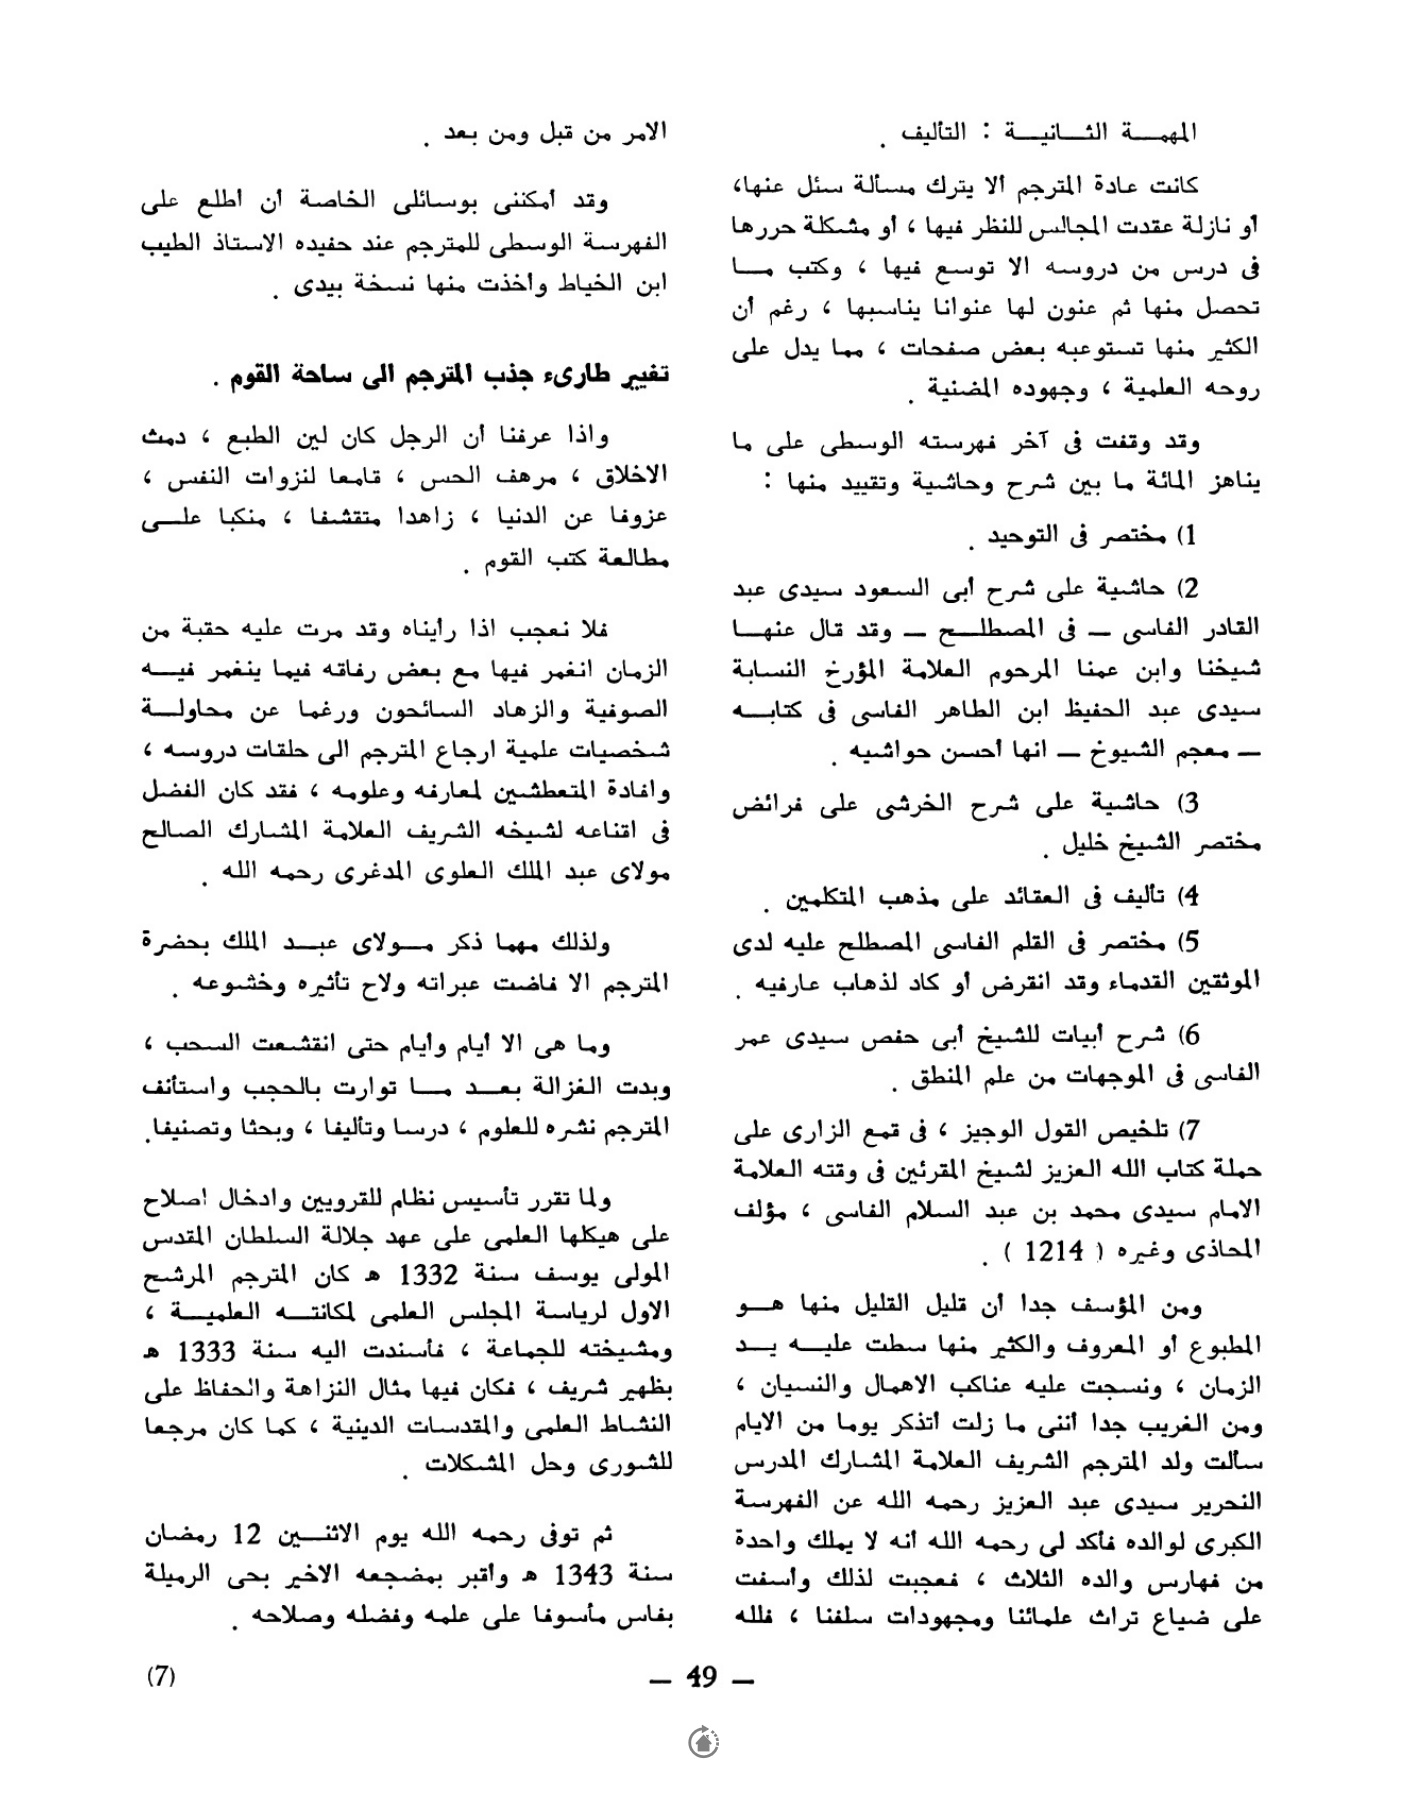 المهمة الثانية : التأليف .
كانت عادة المترجم ألا يترك مسألة سئل عنها،
أو نازلة عقدت المجالس للنظر فيها ، أو مشكلة حررها
فى درس من دروسه الا توسع فيها ، وكتب ما
تحصل منها ثم عنون لها عنوانا يناسبها ، رغم أن
الكثير منها تستوعبه بعض صفحات ، مما يدل على
روحه العلمية ، وجهوده المضنية .
وقد وقفت فى آخر فهرسته الوسطى على ما
يناهز المائة ما بين شرح وحاشية وتقييد منها :
1) مختصر فى التوحيد .
2) حاشية على شرح أبى السعود سيدى عبد
القادر الفاسى ــ فى المصطلح ــ وقد قال عنها
شيخنا وابن عمنا المرحوم العلامة المؤرخ النسابة
سيدى عبد الحفيظ ابن الطاهر الفاسى فى كتابه
ــ معجم الشيوخ ــ انها أحسن حواشيه .
3) حاشية على شرح الخرشى على فرائض
مختصر الشيخ خليل .
4) تأليف فى العقائد على مذهب المتكلمين .
5) مختصر فى القلم الفاسى المصطلح عليه لدى
الموثقين القدماء وقد انقرض أو كاد لذهاب عارفيه .
6) شرح أبيات للشيخ أبى حفص سيدى عمر
الفاسى فى الموجهات من علم المنطق .
7) تلخيص القول الوجيز ، فى قمع الزارى على
حملة كتاب الله العزيز لشيخ المقرئين فى وقته العلامة
الامام سيدى محمد بن عبد السلام الفاسى ، مؤلف
المحاذى وغيره ( 1214 ) .
ومن المؤسف جدا أن قليل القليل منها هو
المطبوع أو المعروف والكثير منها سطت عليه يد
الزمان ، ونسجت عليه عناكب الاهمال والنسيان ،
ومن الغريب جدا أننى ما زلت أتذكر يوما من الايام
سألت ولد المترجم الشريف العلامة المشارك المدرس
النحرير سيدى عبد العزيز رحمه الله عن الفهرسة
الكبرى لوالده فأكد لى رحمه الله أنه لا يملك واحدة
من فهارس والده الثلاث ، فعجبت لذلك وأسفت
على ضياع تراث علمائنا ومجهودات سلفنا ، فلله
الامر من قبل ومن بعد .
وقد أمكننى بوسائلى الخاصة أن أطلع على
الفهرسة الوسطى للمترجم عند حفيده الاستاذ الطيب
ابن الخياط وأخذت منها نسخة بيدى .
تغيير طارىء جذب المترجم الى ساحة القوم .
واذا عرفنا أن الرجل كان لين الطبع ، دمث
الاخلاق ، مرهف الحس ، قامعا لنزوات النفس ،
عزوفا عن الدنيا ، زاهدا متقشفا ، منكبا على
مطالعة كتب القوم .
فلا نعجب اذا رأيناه وقد مرت عليه حقبة من
الزمان انغمر فيها مع بعض رفاقه فيما ينغمر فيه
الصوفية والزهاد السائحون ورغما عن محاولة
شخصيات علمية ارجاع المترجم الى حلقات دروسه ،
وافادة المتعطشين لمعارفه وعلومه ، فقد كان الفضل
فى اقناعه لشيخه الشريف العلامة المشارك الصالح
مولاى عبد الملك العلوى المدغرى رحمه الله .
ولذلك مهما ذكر مولاى عبد الملك بحضرة
المترجم الا فاضت عبراته ولاح تأثيره وخشوعه .
وما هى الا أيام وأيام حتى انقشعت السحب ،
وبدت الغزالة بعد ما توارت بالحجب واستأنف
المترجم نشره للعلوم ، درسا وتأليفا ، وبحثا وتصنيفا.
ولما تقرر تأسيس نظام للقرويين وادخال اصلاح
على هيكلها العلمى على عهد جلالة السلطان المقدس
المولى يوسف سنة 1332 هـ كان المترجم المرشح
الاول لرياسة المجلس العلمى لمكانته العلمية ،
ومشيخته للجماعة ، فأسندت اليه سنة 1333 هـ
بظهير شريف ، فكان فيها مثال النزاهة والحفاظ على
النشاط العلمى والمقدسات الدينية ، كما كان مرجعا
للشورى وحل المشكلات .
ثم توفى رحمه الله يوم الاثنين 12 رمضان
سنة 1343 هـ وأقبر بمضجعه الاخير بحى الرميلة
بفاس مأسوفا على علمه وفضله وصلاحه .
ــ 49 ــ
(7)